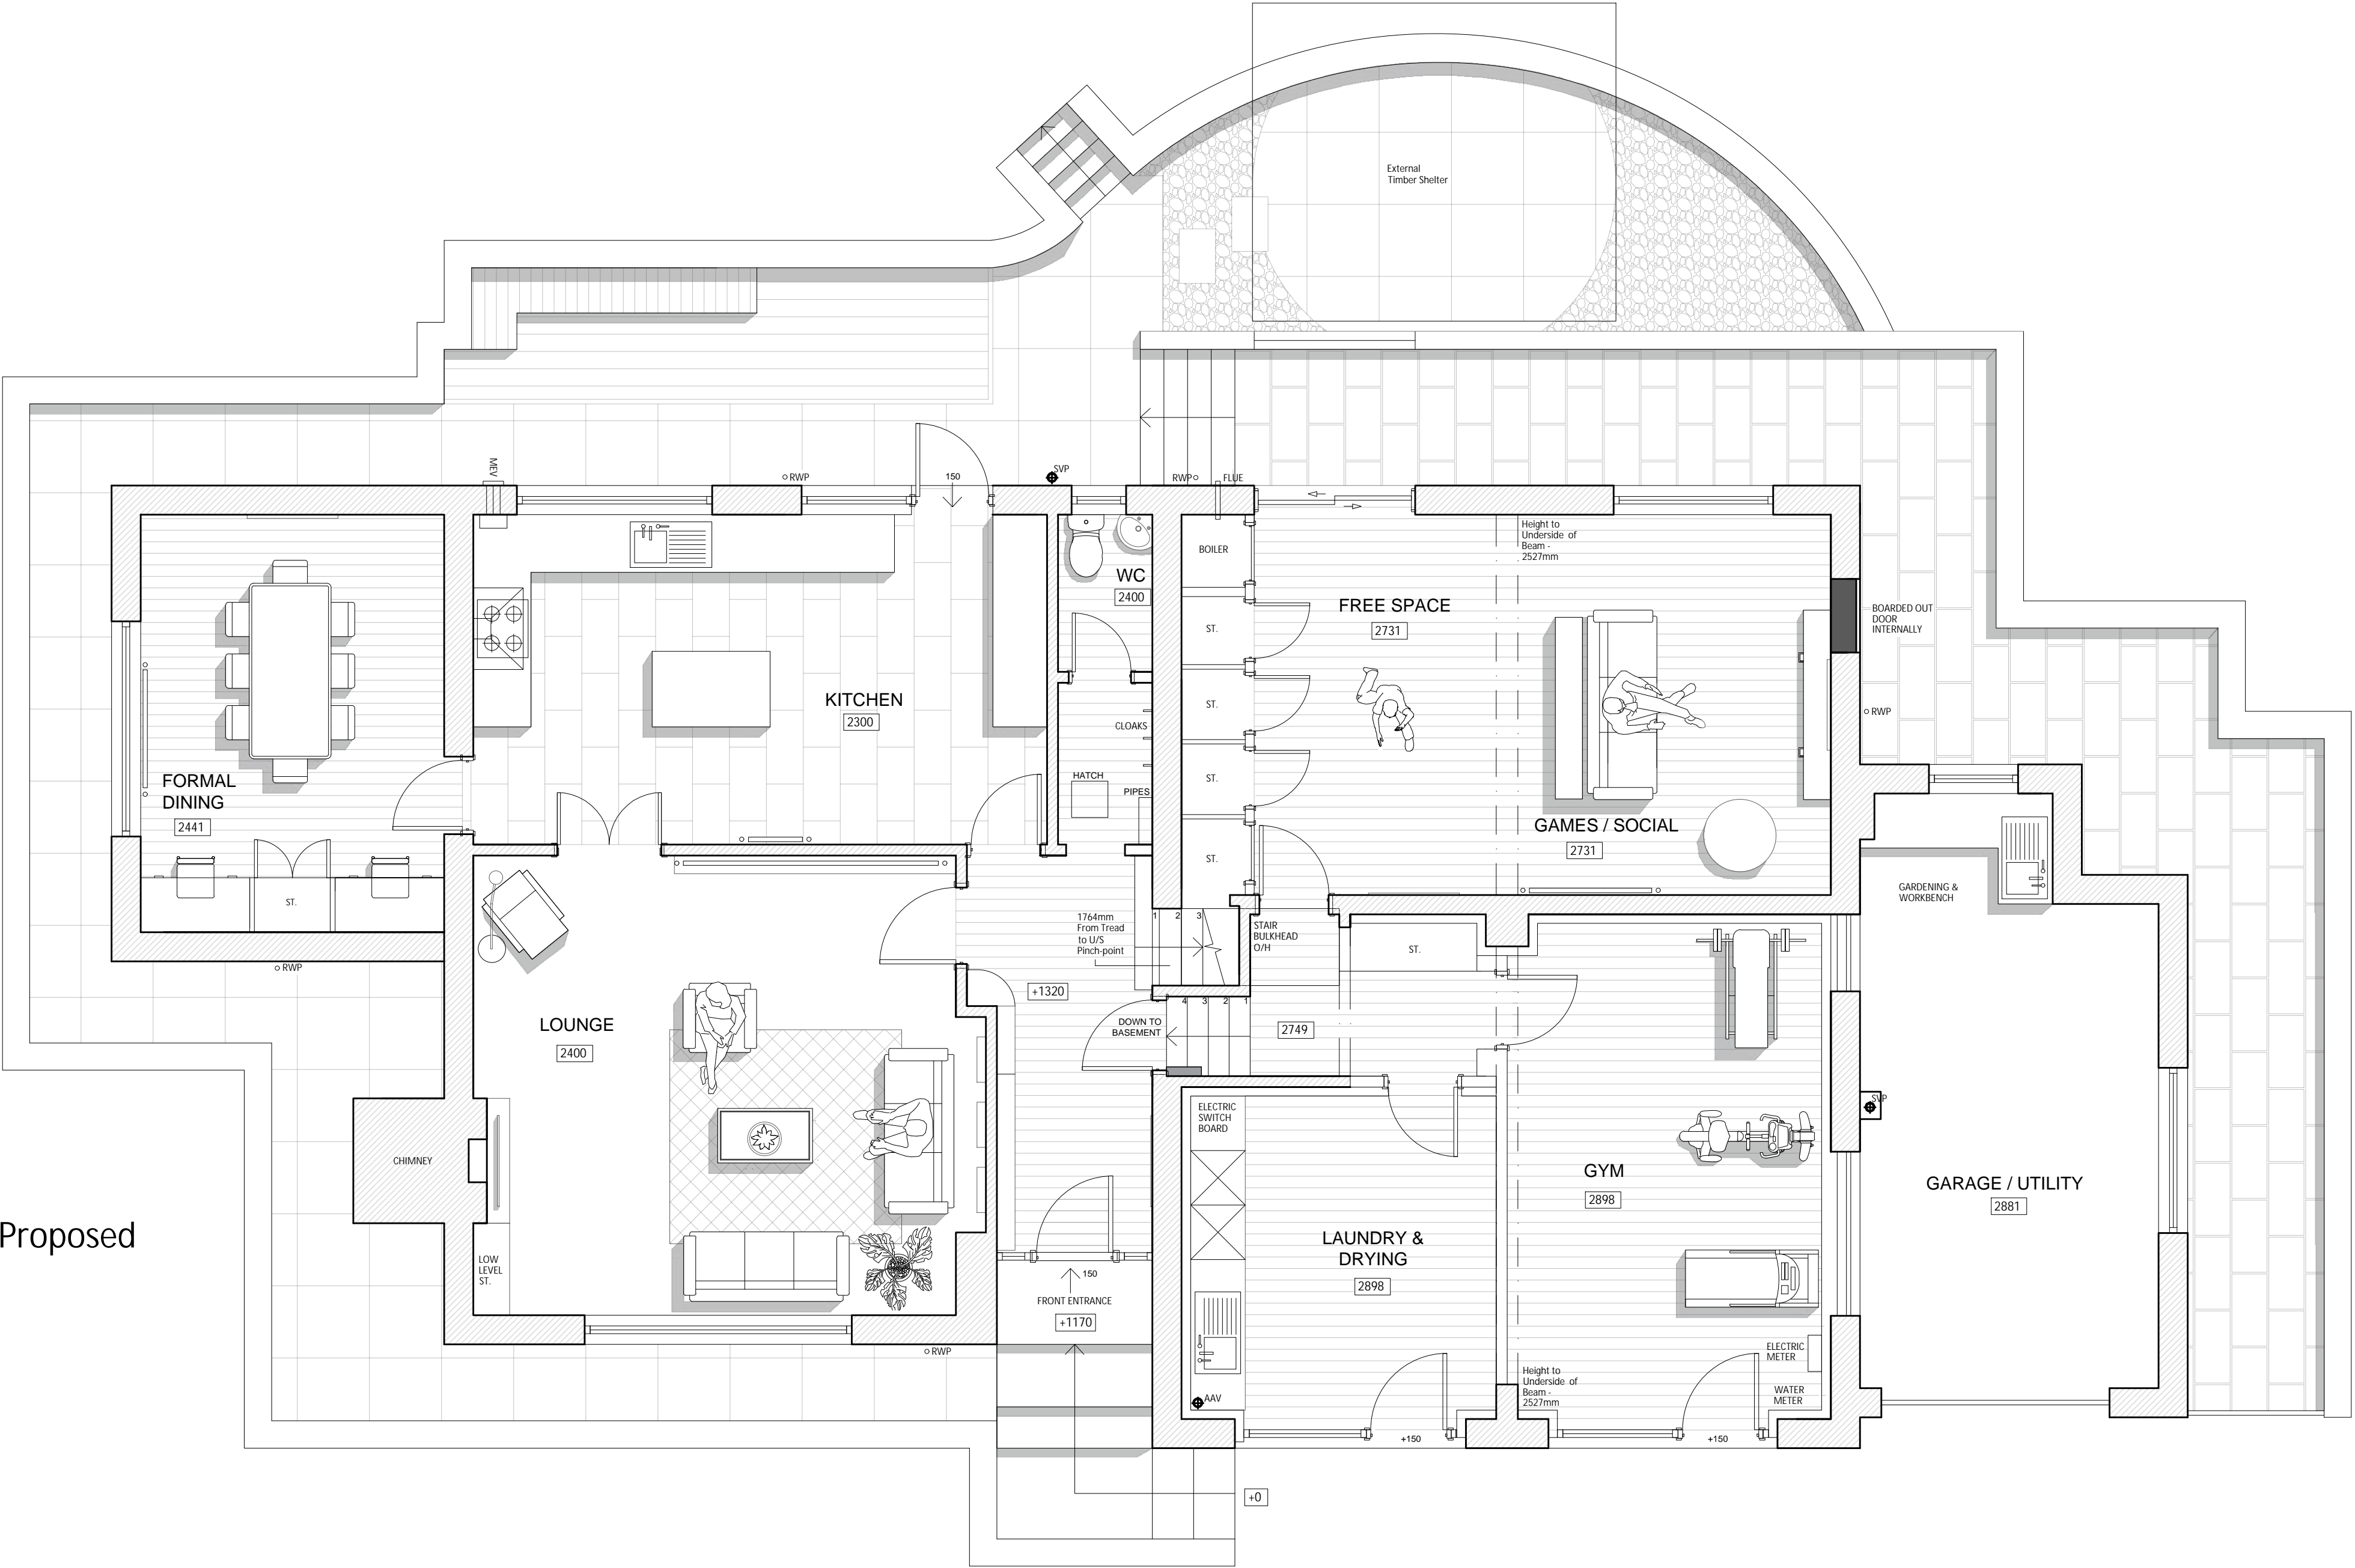 External
Timber Shelter
MEV
RWP
150
SVP
RWP
FLUE
Height to
Underside of
Beam -
2527mm
BOILER
WC
2400
FREE SPACE
2731
ST.
BOARDED OUT
DOOR
INTERNALLY
KITCHEN
2300
ST.
RWP
CLOAKS
HATCH
PIPES
ST.
FORMAL
DINING
2441
GAMES / SOCIAL
2731
ST.
ST.
GARDENING &
WORKBENCH
1764mm
From Tread
to U/S
Pinch-point
1 2 3
STAIR
BULKHEAD
O/H
ST.
RWP
+1320
4 3 2 1
LOUNGE
2400
DOWN TO
BASEMENT
2749
ELECTRIC
SWITCH
BOARD
SVP
CHIMNEY
GYM
2898
GARAGE / UTILITY
2881
Proposed
LAUNDRY &
DRYING
2898
LOW
LEVEL
ST.
150
FRONT ENTRANCE
+1170
RWP
ELECTRIC
METER
Height to
Underside of
Beam -
2527mm
WATER
METER
AAV
+150
+150
+0